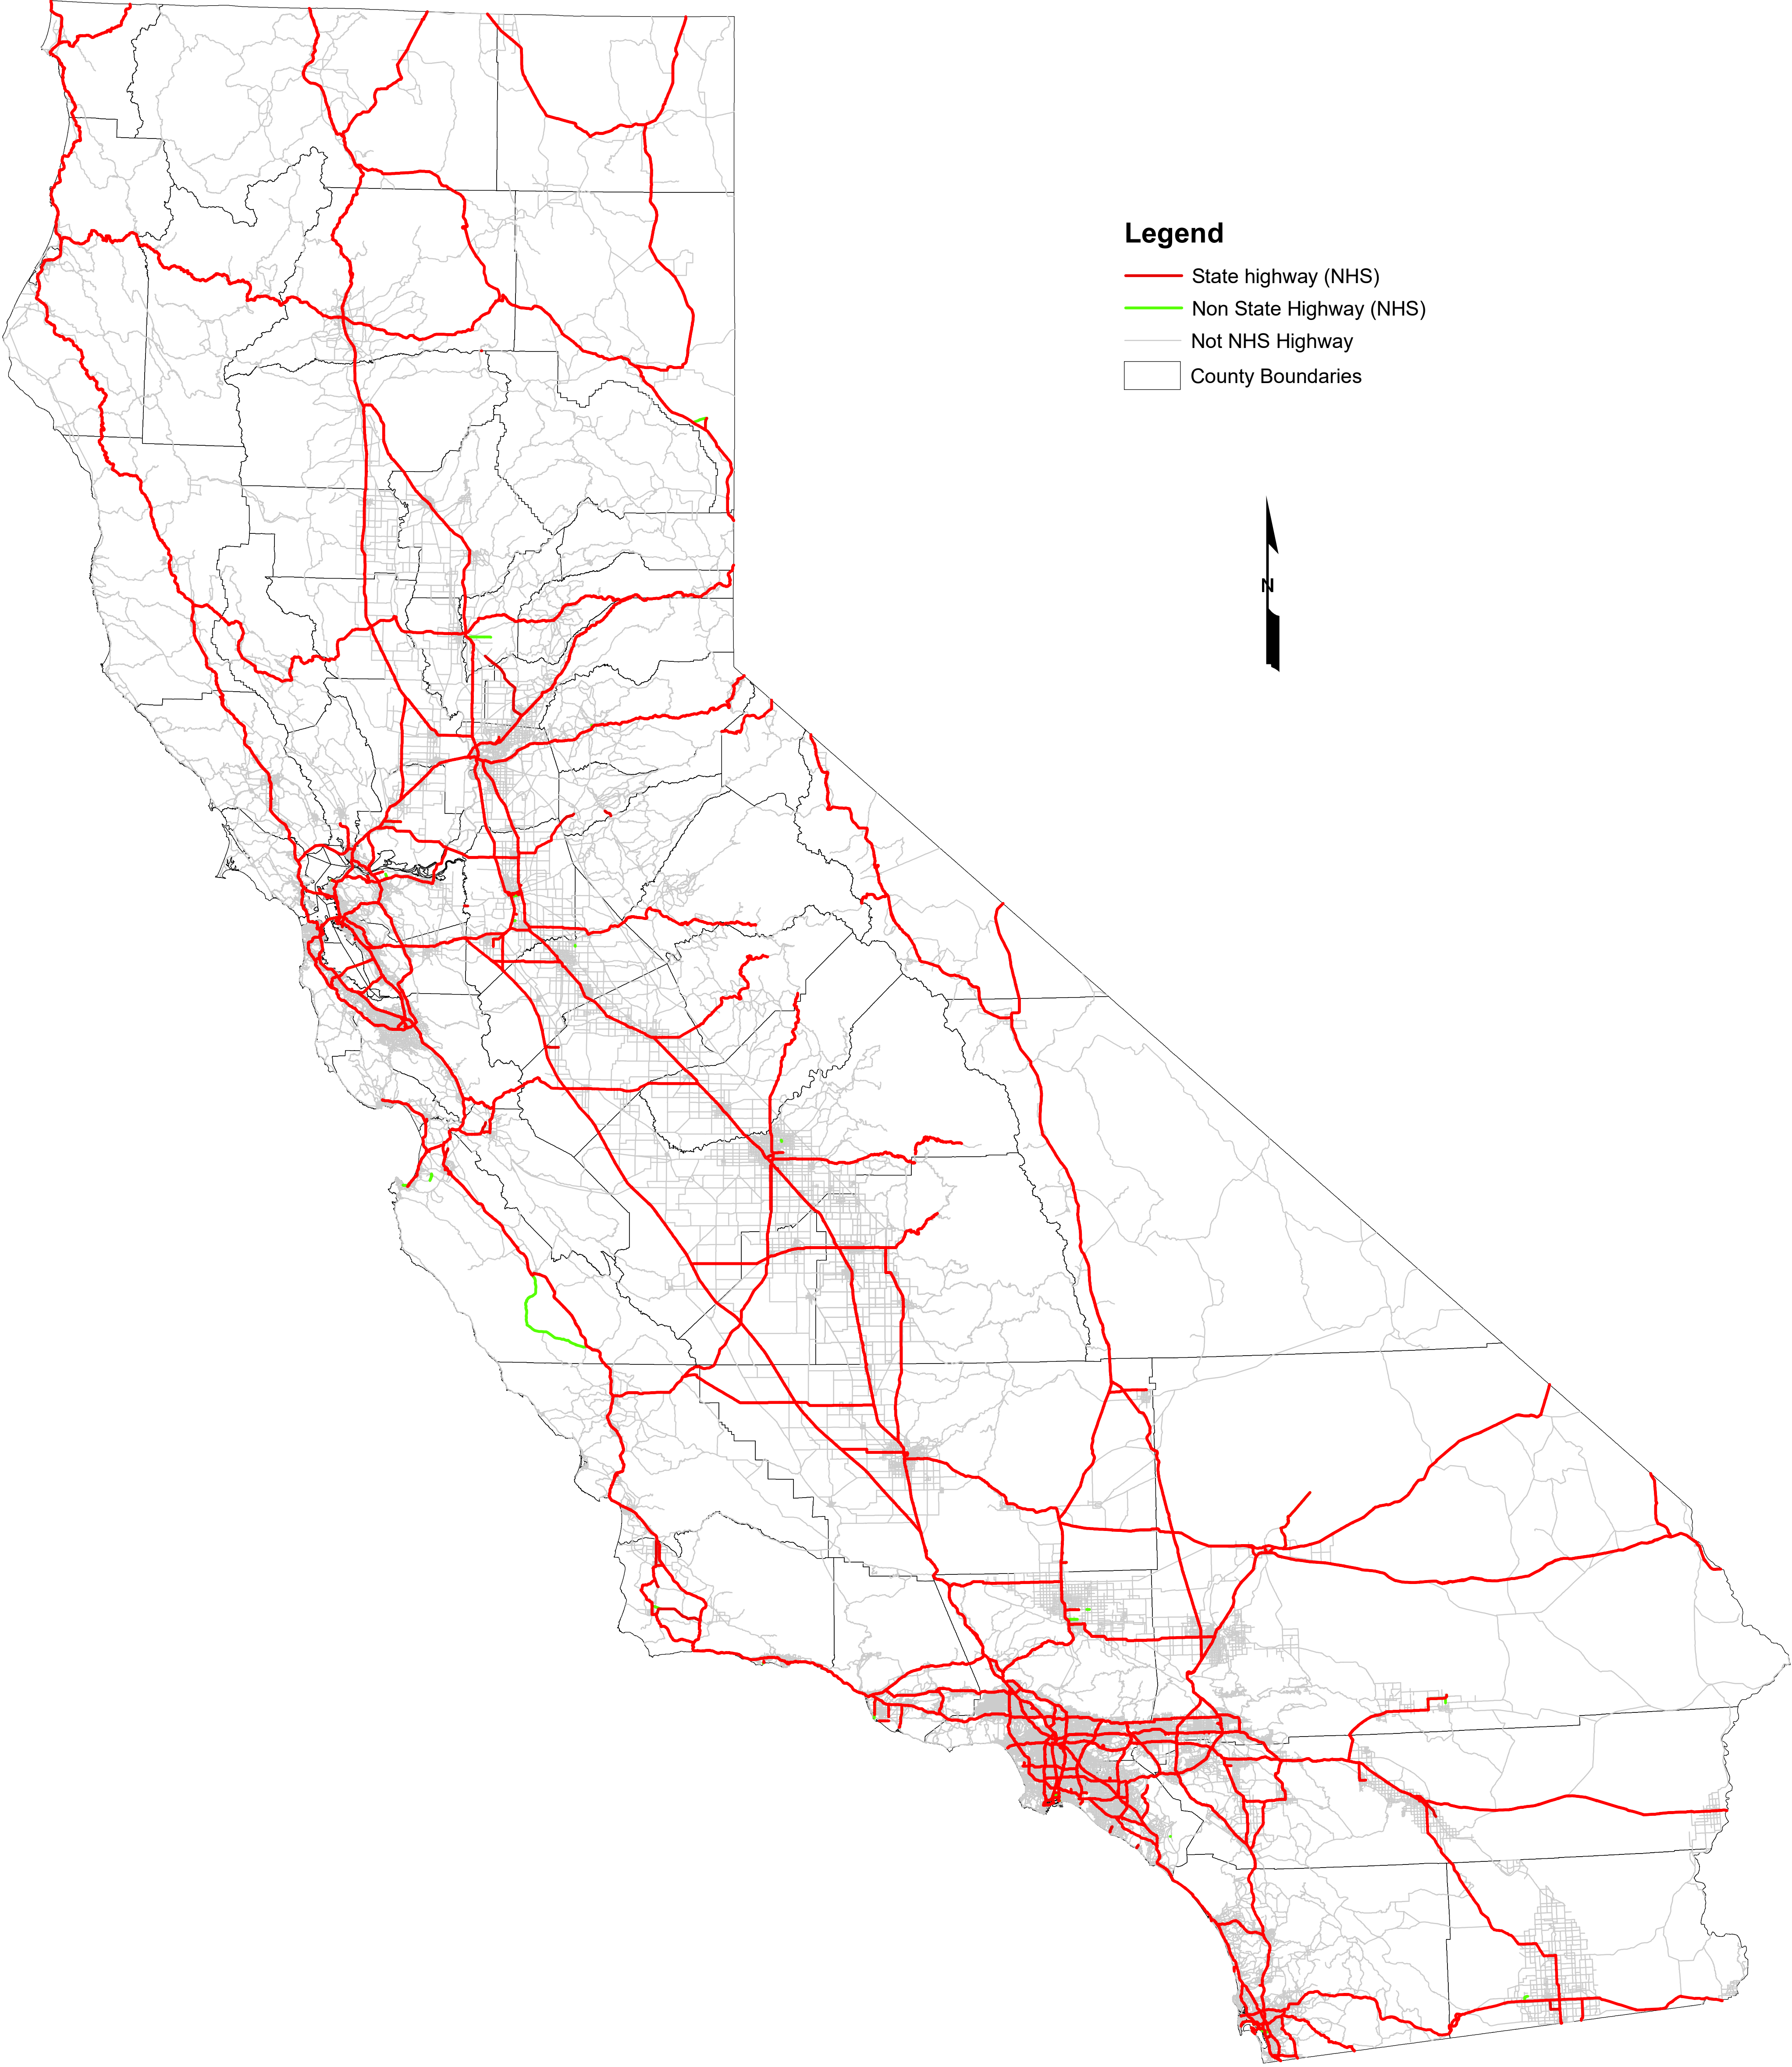 Legend
State highway (NHS)
Non State Highway (NHS)
Not NHS Highway
County Boundaries
N